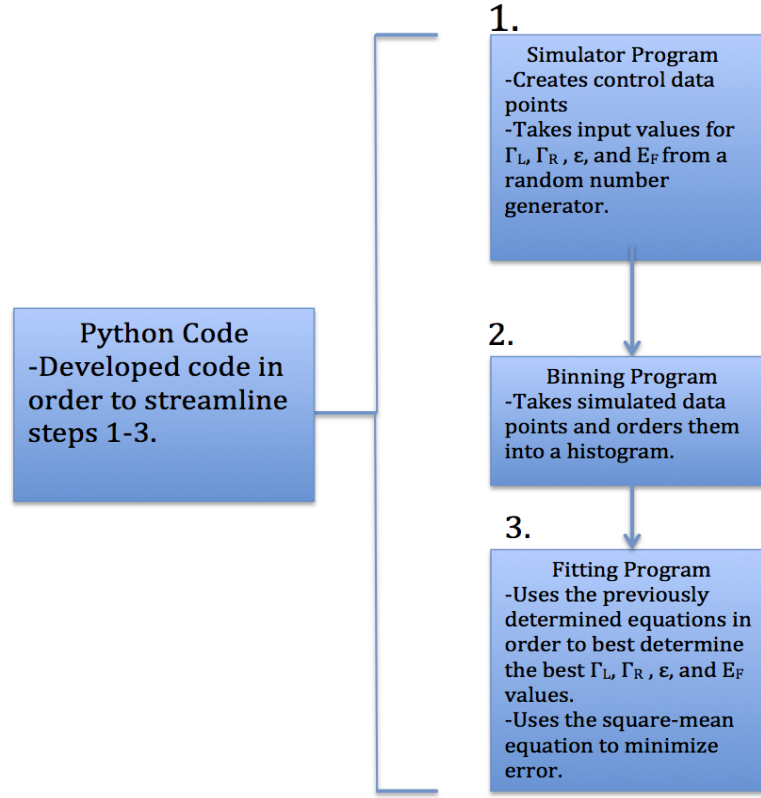 1.
Simulator Program
-Creates control data
points
-Takes input values for
ΓL, ΓR , ε, and EF from a
random number
generator.
Python Code
-Developed code in
order to streamline
steps 1-3.
2.
Binning Program
-Takes simulated data
points and orders them
into a histogram.
3.
Fitting Program
-Uses the previously
determined equations in
order to best determine
the best ΓL, ΓR , ε, and EF
values.
-Uses the square-mean
equation to minimize
error.